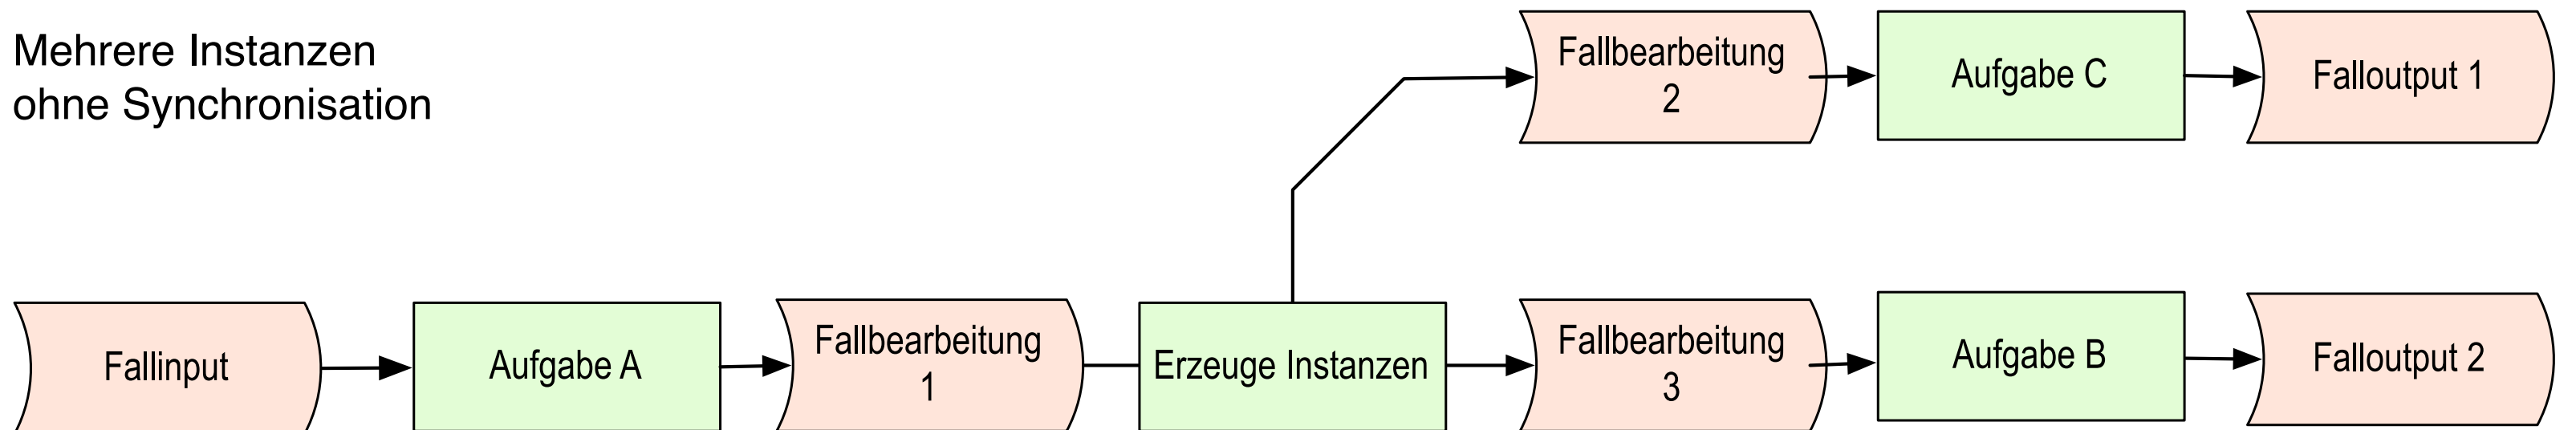 Mehrere Instanzen
ohne Synchronisation
Fallbearbeitung
2
Aufgabe C
Falloutput 1
Fallinput
Aufgabe A
Fallbearbeitung
1
Erzeuge Instanzen
Fallbearbeitung
3
Aufgabe B
Falloutput 2